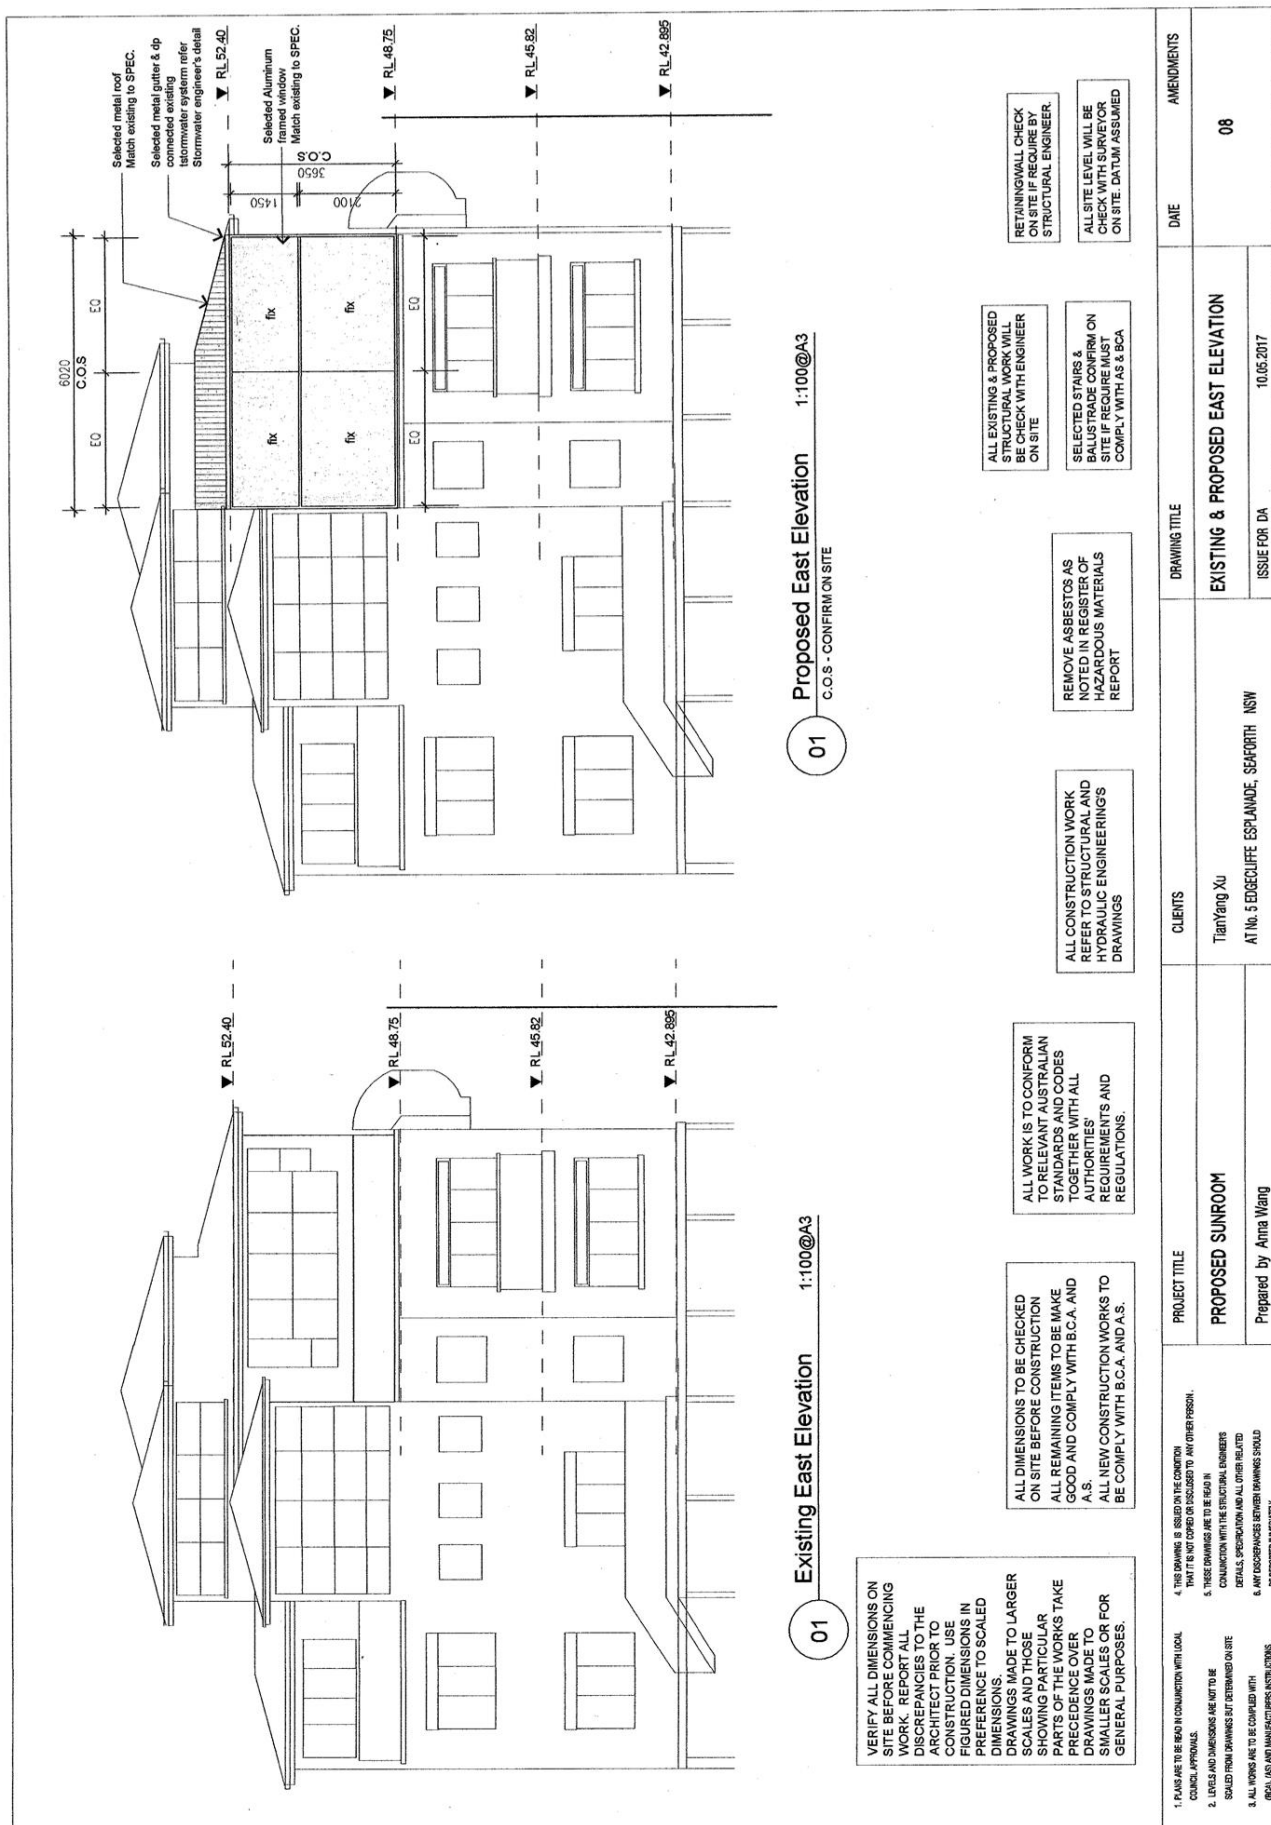 RL 52.40
RL 48.75
RL 45.82
RL 42.895
01
Existing East Elevation 1:100@A3
6020
C.O.S
EQ
EQ
Selected metal roof
Match existing to SPEC.
Selected metal gutter & dp
connected existing
tstormwater systerm refer
Stormwater engineer's detail
RL 52.40
Selected Aluminum
framed window
Match existing to SPEC.
1450
2100
3650
C.O.S
fix
fix
fix
fix
EQ
EQ
RL 48.75
RL 45.82
RL 42.895
01
Proposed East Elevation 1:100@A3
C.O.S - CONFIRM ON SITE
VERIFY ALL DIMENSIONS ON
SITE BEFORE COMMENCING
WORK. REPORT ALL
DISCREPANCIES TO THE
ARCHITECT PRIOR TO
CONSTRUCTION. USE
FIGURED DIMENSIONS IN
PREFERENCE TO SCALED
DIMENSIONS.
DRAWINGS MADE TO LARGER
SCALES AND THOSE
SHOWING PARTICULAR
PARTS OF THE WORKS TAKE
PRECEDENCE OVER
DRAWINGS MADE TO
SMALLER SCALES OR FOR
GENERAL PURPOSES.
ALL DIMENSIONS TO BE CHECKED
ON SITE BEFORE CONSTRUCTION
ALL REMAINING ITEMS TO BE MAKE
GOOD AND COMPLY WITH B.C.A. AND
A.S.
ALL NEW CONSTRUCTION WORKS TO
BE COMPLY WITH B.C.A. AND A.S.
ALL WORK IS TO CONFORM
TO RELEVANT AUSTRALIAN
STANDARDS AND CODES
TOGETHER WITH ALL
AUTHORITIES'
REQUIREMENTS AND
REGULATIONS.
ALL CONSTRUCTION WORK
REFER TO STRUCTURAL AND
HYDRAULIC ENGINEERING'S
DRAWINGS
REMOVE ASBESTOS AS
NOTED IN REGISTER OF
HAZARDOUS MATERIALS
REPORT
ALL EXISTING & PROPOSED
STRUCTURAL WORK WILL
BE CHECK WITH ENGINEER
ON SITE
SELECTED STAIRS &
BALUSTRADE CONFIRM ON
SITE IF REQUIRE MUST
COMPLY WITH AS & BCA
RETAININGWALL CHECK
ON SITE IF REQUIRE BY
STRUCTURAL ENGINEER.
ALL SITE LEVEL WILL BE
CHECK WITH SURVEYOR
ON SITE. DATUM ASSUMED
1. PLANS ARE TO BE READ IN CONJUNCTION WITH LOCAL
COUNCIL APPROVALS.
2. LEVELS AND DIMENSIONS ARE NOT TO BE
SCALED FROM DRAWINGS BUT DETERMINED ON SITE
3. ALL WORKS ARE TO BE COMPLIED WITH
4. THIS DRAWING IS ISSUED ON THE CONDITION
THAT IT IS NOT COPIED OR DISCLOSED TO ANY OTHER PERSON.
5. THESE DRAWINGS ARE TO BE READ IN
CONJUNCTION WITH THE STRUCTURAL ENGINEERS
DETAILS, SPECIFICATION AND ALL OTHER RELATED
6. ANY DISCREPANCIES BETWEEN DRAWINGS SHOULD
PROJECT TITLE
PROPOSED SUNROOM
Prepared by Anna Wang
CLIENTS
TianYang Xu
AT No. 5 EDGECLIFFE ESPLANADE, SEAFORTH NSW
DRAWING TITLE
EXISTING & PROPOSED EAST ELEVATION
ISSUE FOR DA 10.05.2017
DATE
AMENDMENTS
08